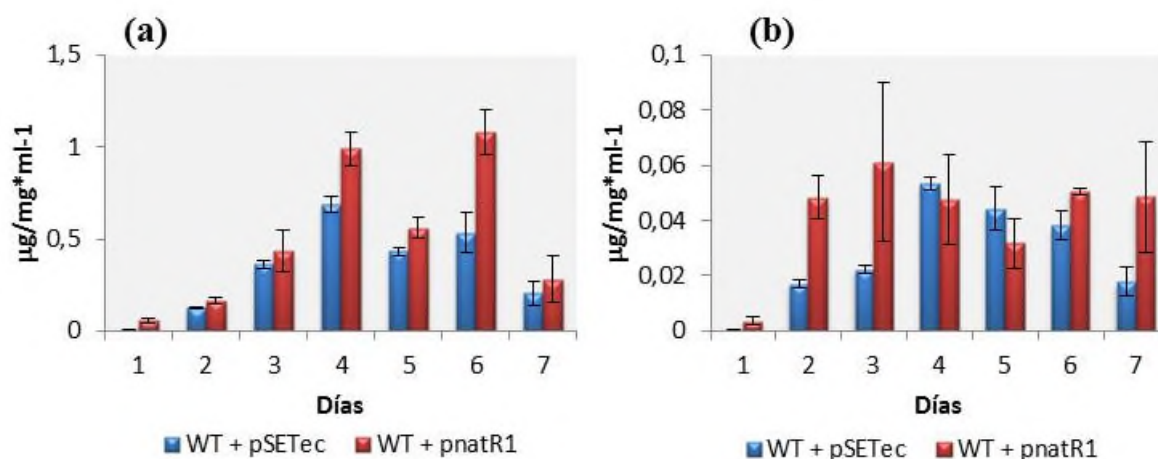 (a)
1,5
1
0,5
0
µg/mg*ml-1
1 2 3 4 5 6 7
Días
WT + pSETec WT + pnatR1
(b)
0,1
0,08
0,06
0,04
0,02
0
µg/mg*ml-1
1 2 3 4 5 6 7
Días
WT + pSETec WT + pnatR1